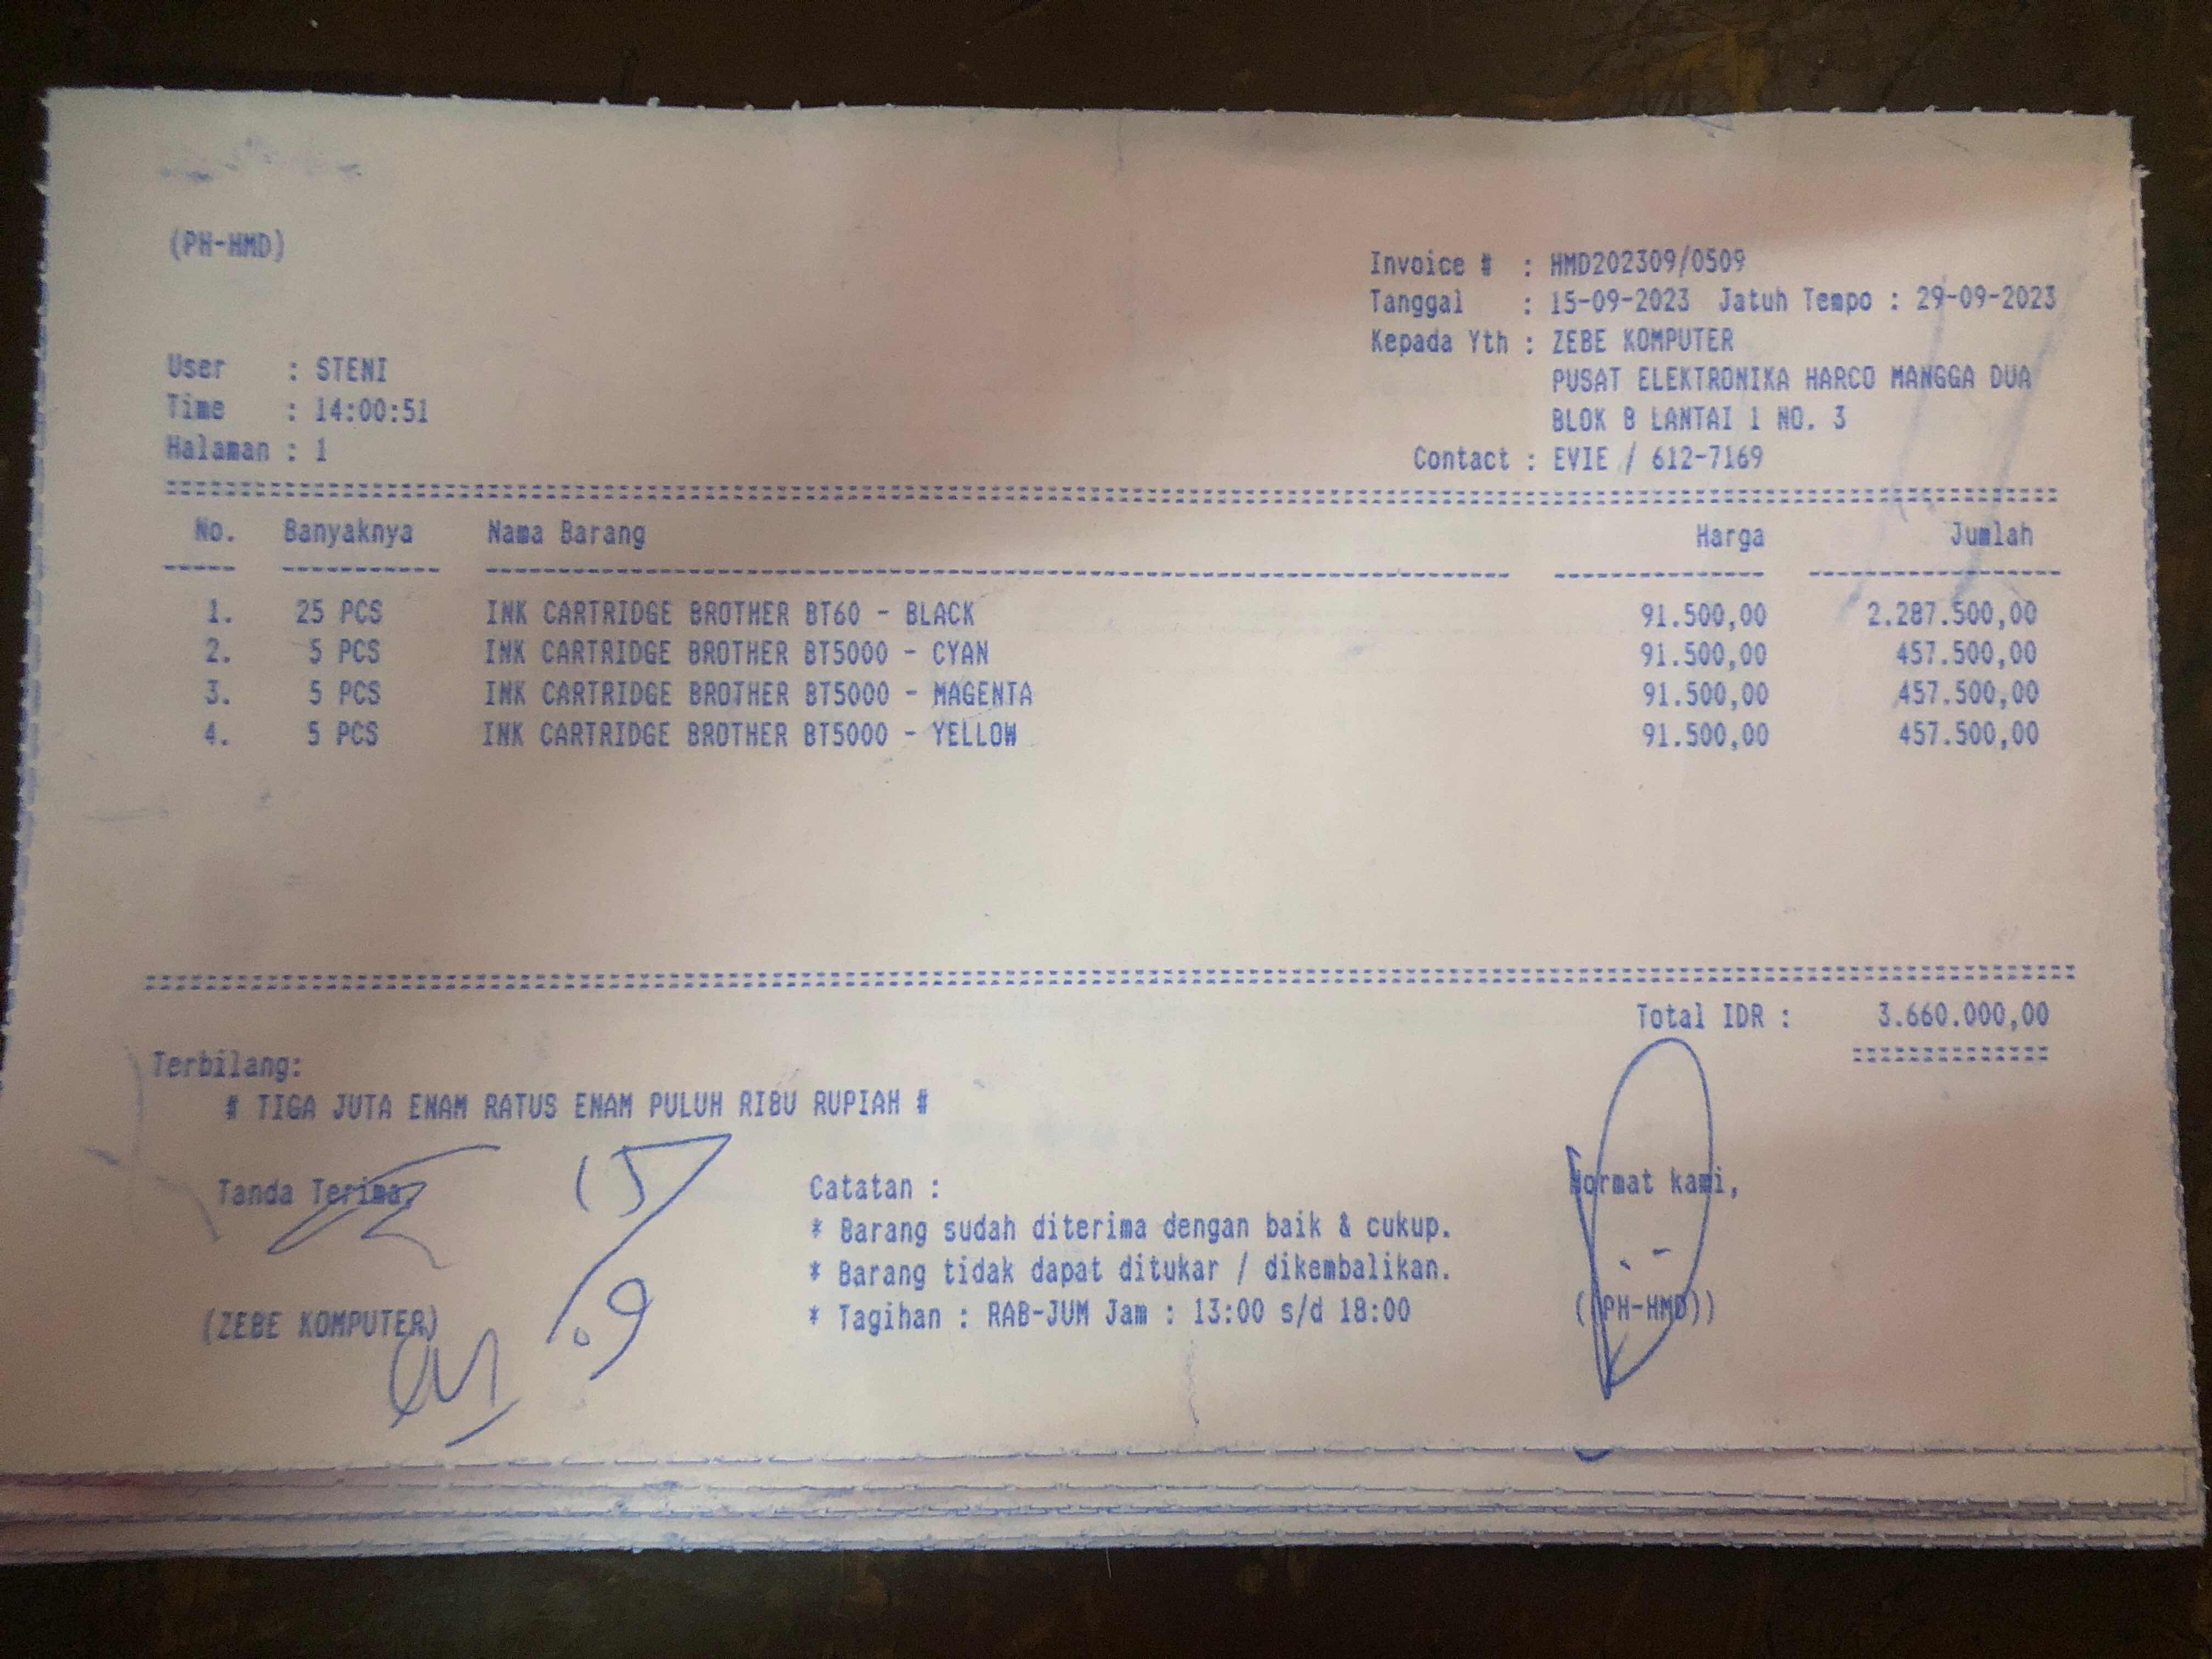 (PH-HMD)
Invoice # : HMD202309/0509
Tanggal : 15-09-2023 Jatuh Tempo : 29-09-2023
Kepada Yth : ZEBE KOMPUTER
PUSAT ELEKTRONIKA HARCO MANGGA DUA
BLOK B LANTAI 1 NO. 3
Contact : EVIE / 612-7169
User : STENI
Time : 14:00:51
Halaman : 1
No. Banyaknya Nama Barang Harga Jumlah
1. 25 PCS INK CARTRIDGE BROTHER BT60 - BLACK 91.500,00 2.287.500,00
2. 5 PCS INK CARTRIDGE BROTHER BT5000 - CYAN 91.500,00 457.500,00
3. 5 PCS INK CARTRIDGE BROTHER BT5000 - MAGENTA 91.500,00 457.500,00
4. 5 PCS INK CARTRIDGE BROTHER BT5000 - YELLOW 91.500,00 457.500,00
Total IDR : 3.660.000,00
Terbilang:
# TIGA JUTA ENAM RATUS ENAM PULUH RIBU RUPIAH #
Tanda Terima,
15/9
(ZEBE KOMPUTER)
Catatan :
* Barang sudah diterima dengan baik & cukup.
* Barang tidak dapat ditukar / dikembalikan.
* Tagihan : RAB-JUM Jam : 13:00 s/d 18:00
Hormat kami,
((PH-HMD))